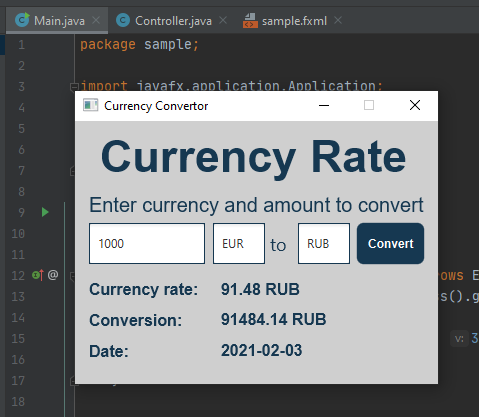 Main.java Controller.java sample.fxml
1 package sample;
2
3 import javafx.application.Application;
4
Currency Convertor
5
6
Currency Rate
7
8
Enter currency and amount to convert
9
10
1000 EUR to RUB Convert
11
12 @ rows E
Currency rate: 91.48 RUB
13 s().g
14
Conversion: 91484.14 RUB
15 v: 3
Date: 2021-02-03
16
17
18